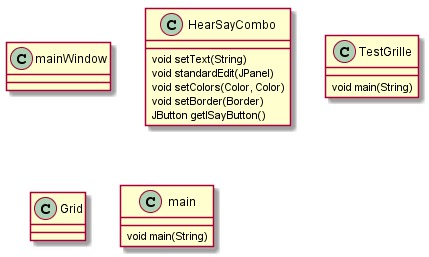 C mainWindow
C HearSayCombo
void setText(String)
void standardEdit(JPanel)
void setColors(Color, Color)
void setBorder(Border)
JButton getISayButton()
C TestGrille
void main(String)
C Grid
C main
void main(String)